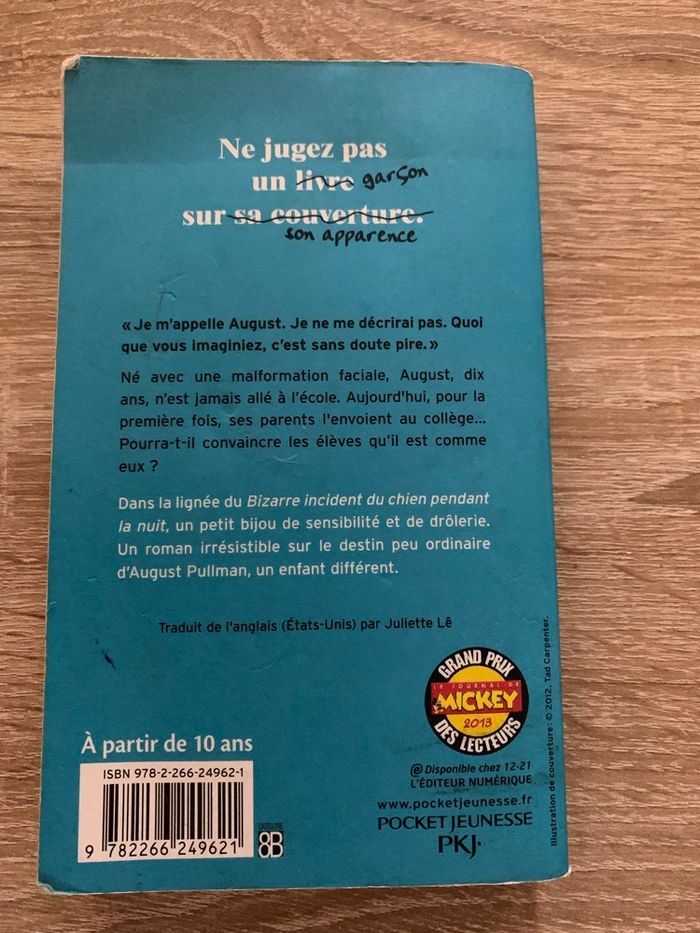 Ne jugez pas
un livre garçon
sur sa couverture.
son apparence
« Je m'appelle August. Je ne me décrirai pas. Quoi
que vous imaginiez, c'est sans doute pire. »
Né avec une malformation faciale, August, dix
ans, n'est jamais allé à l'école. Aujourd'hui, pour la
première fois, ses parents l'envoient au collège...
Pourra-t-il convaincre les élèves qu'il est comme
eux ?
Dans la lignée du Bizarre incident du chien pendant
la nuit, un petit bijou de sensibilité et de drôlerie.
Un roman irrésistible sur le destin peu ordinaire
d'August Pullman, un enfant différent.
Traduit de l'anglais (États-Unis) par Juliette Lê
GRAND PRIX
LE JOURNAL DE
MICKEY
2013
DES LECTEURS
À partir de 10 ans
ISBN 978-2-266-24962-1
9 782266 249621
CATÉGORIE
8B
@ Disponible chez 12-21
L'ÉDITEUR NUMÉRIQUE
www.pocketjeunesse.fr
POCKET JEUNESSE
PKJ.
Illustration de couverture : © 2012, Tad Carpenter.